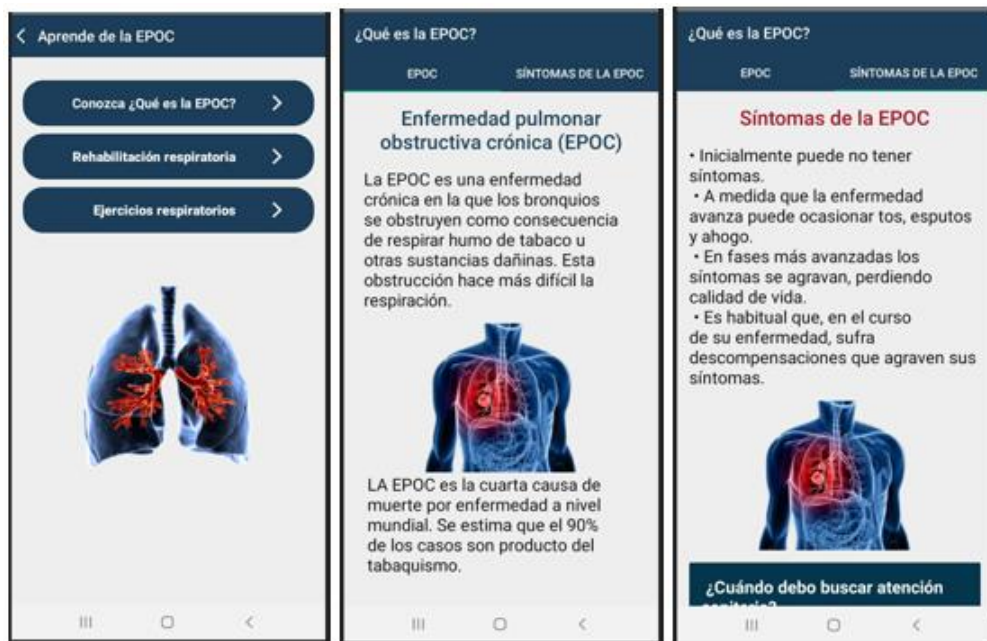 Aprende de la EPOC
Conozca ¿Qué es la EPOC?
Rehabilitación respiratoria
Ejercicios respiratorios
¿Qué es la EPOC?
EPOC SÍNTOMAS DE LA EPOC
Enfermedad pulmonar
obstructiva crónica (EPOC)
La EPOC es una enfermedad
crónica en la que los bronquios
se obstruyen como consecuencia
de respirar humo de tabaco u
otras sustancias dañinas. Esta
obstrucción hace más difícil la
respiración.
LA EPOC es la cuarta causa de
muerte por enfermedad a nivel
mundial. Se estima que el 90%
de los casos son producto del
tabaquismo.
¿Qué es la EPOC?
EPOC SÍNTOMAS DE LA EPOC
Síntomas de la EPOC
• Inicialmente puede no tener
síntomas.
• A medida que la enfermedad
avanza puede ocasionar tos, esputos
y ahogo.
• En fases más avanzadas los
síntomas se agravan, perdiendo
calidad de vida.
• Es habitual que, en el curso
de su enfermedad, sufra
descompensaciones que agraven sus
síntomas.
¿Cuándo debo buscar atención